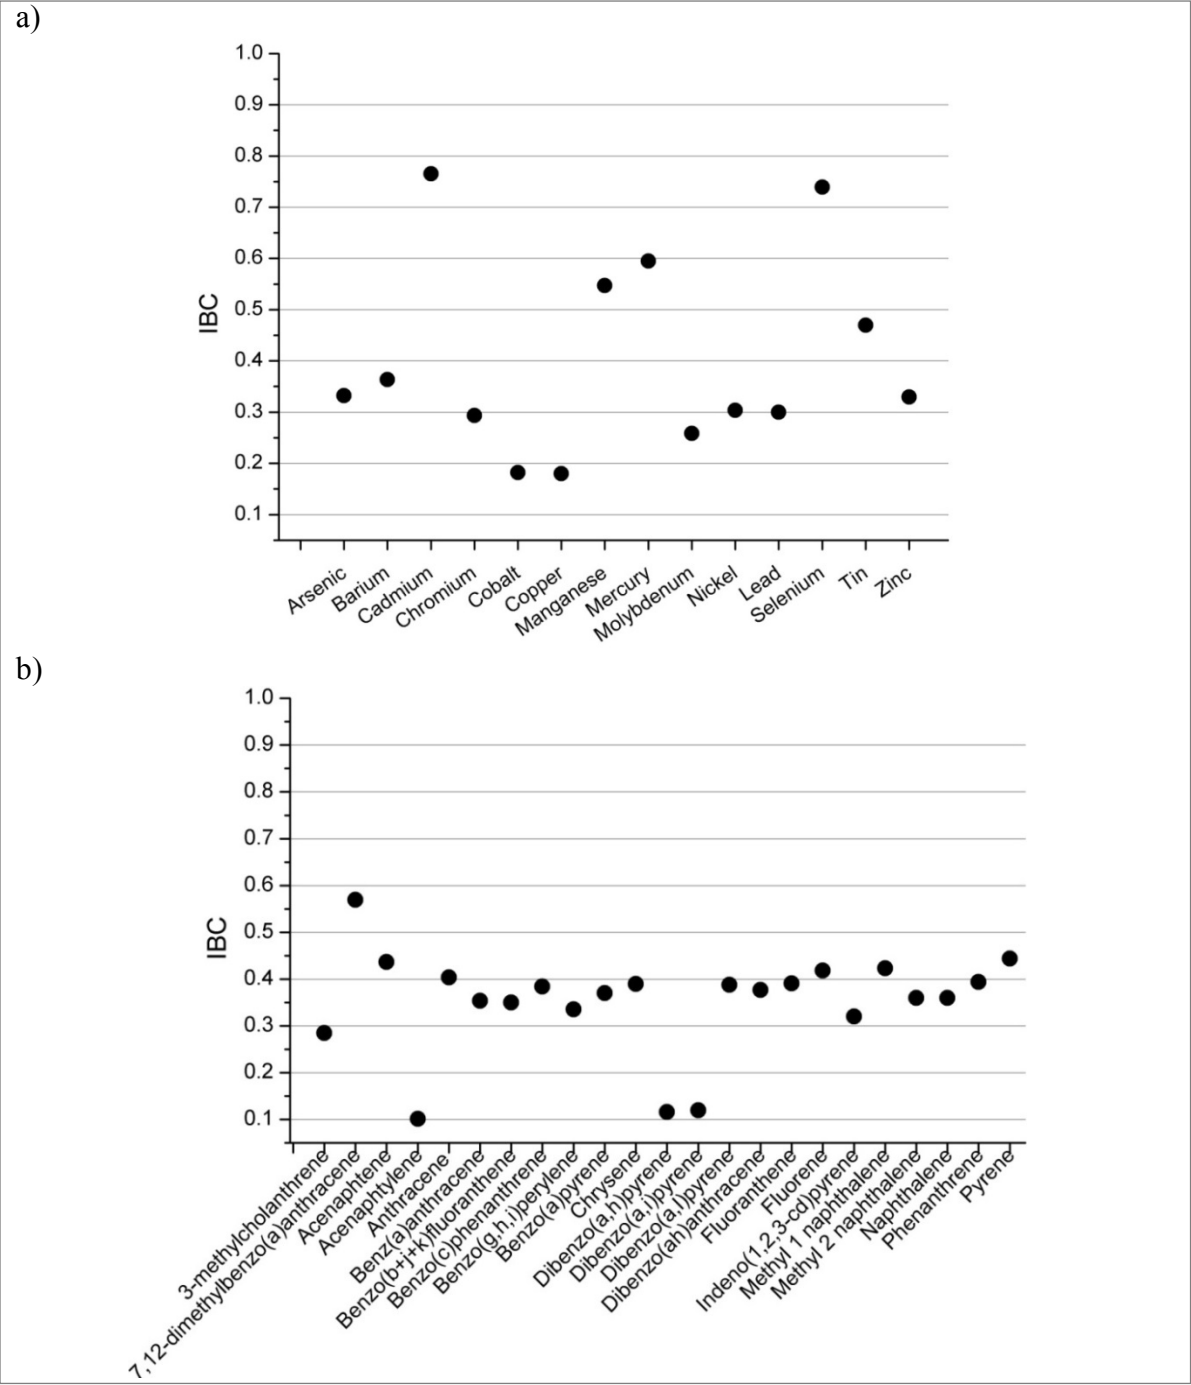 a)
1.0
0.9
0.8
0.7
0.6
0.5
0.4
0.3
0.2
0.1
IBC
Arsenic
Barium
Cadmium
Chromium
Cobalt
Copper
Manganese
Mercury
Molybdenum
Nickel
Lead
Selenium
Tin
Zinc
b)
1.0
0.9
0.8
0.7
0.6
0.5
0.4
0.3
0.2
0.1
IBC
3-methylcholanthrene
7,12-dimethylbenzo(a)anthracene
Acenaphtene
Acenaphtylene
Anthracene
Benz(a)anthracene
Benzo(b+j+k)fluoranthene
Benzo(c)phenanthrene
Benzo(g,h,i)perylene
Benzo(a)pyrene
Chrysene
Dibenzo(a,h)pyrene
Dibenzo(a,i)pyrene
Dibenzo(a,l)pyrene
Dibenzo(ah)anthracene
Fluoranthene
Fluorene
Indeno(1,2,3-cd)pyrene
Methyl 1 naphthalene
Methyl 2 naphthalene
Naphthalene
Phenanthrene
Pyrene